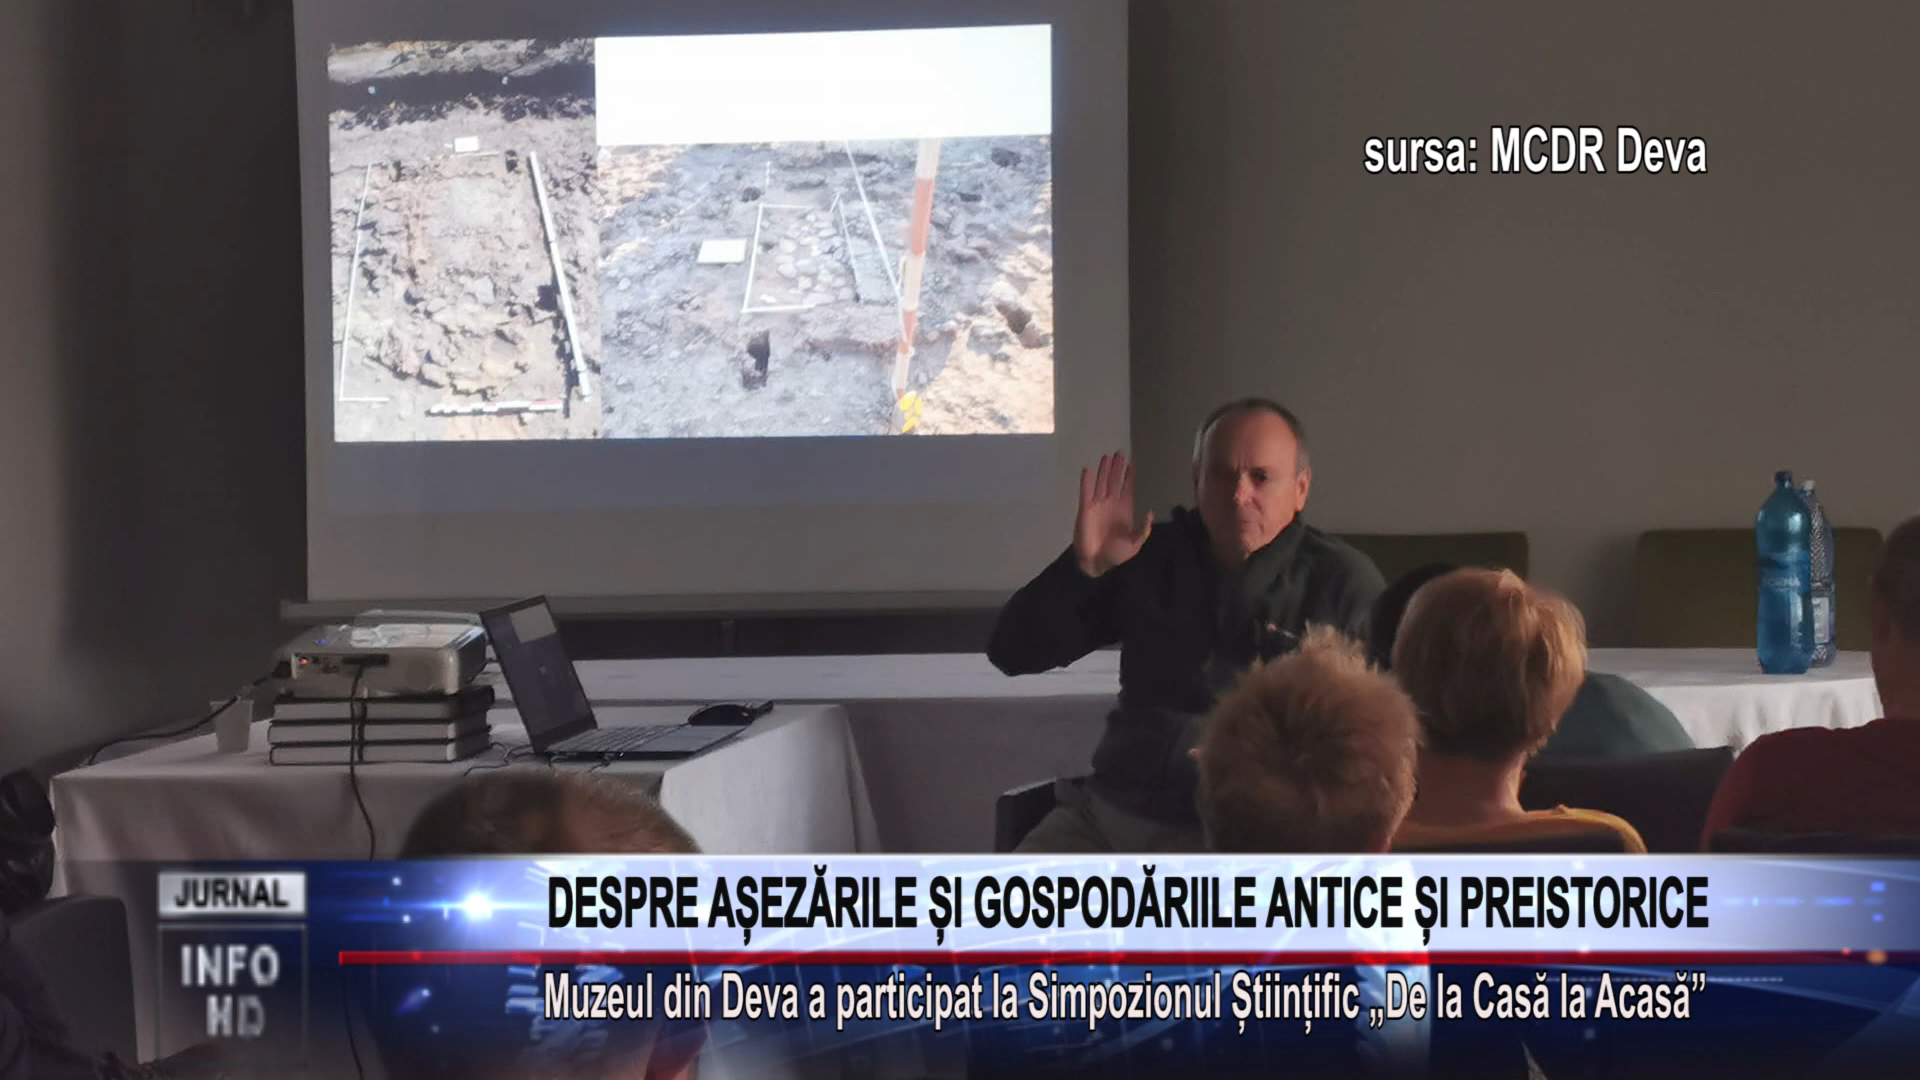 sursa: MCDR Deva
JURNAL
INFO
HD
DESPRE AȘEZĂRILE ȘI GOSPODĂRIILE ANTICE ȘI PREISTORICE
Muzeul din Deva a participat la Simpozionul Științific „De la Casă la Acasă”